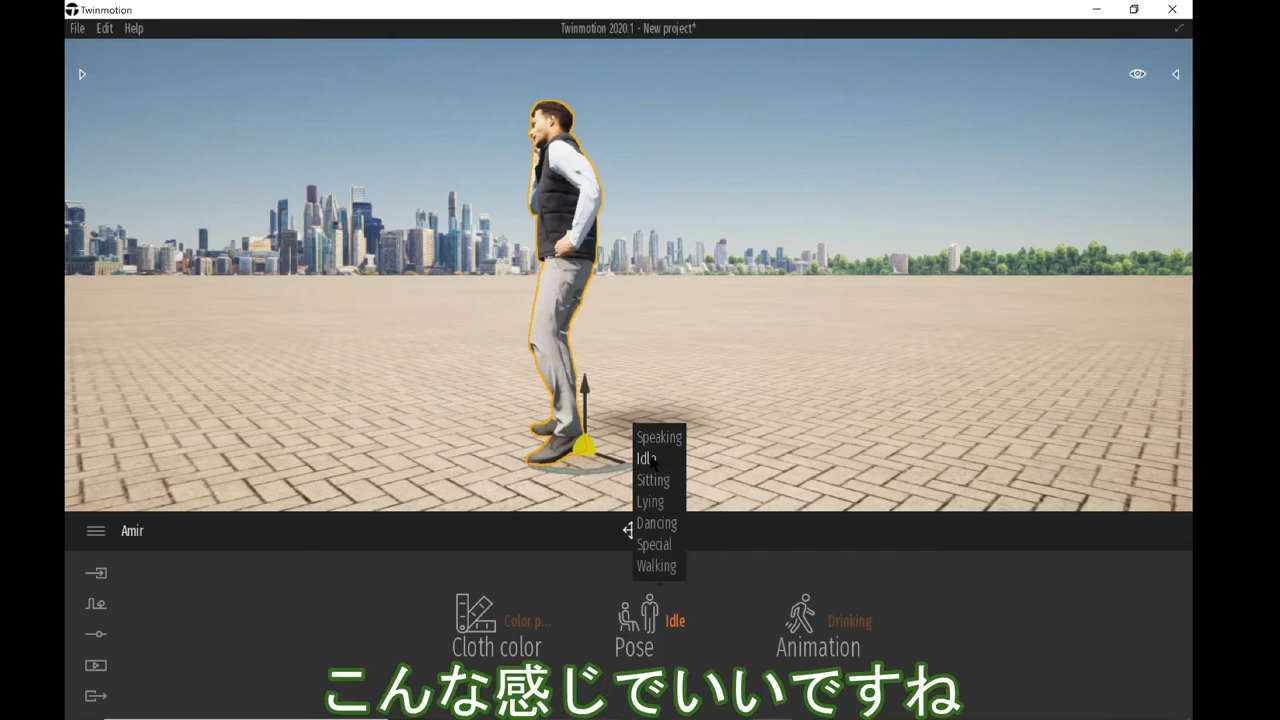 Twinmotion
File Edit Help
Twinmotion 2020.1 - New project*
Speaking
Idle
Sitting
Lying
Dancing
Special
Walking
Amir
Color p...
Cloth color
Idle
Pose
Drinking
Animation
こんな感じでいいですね